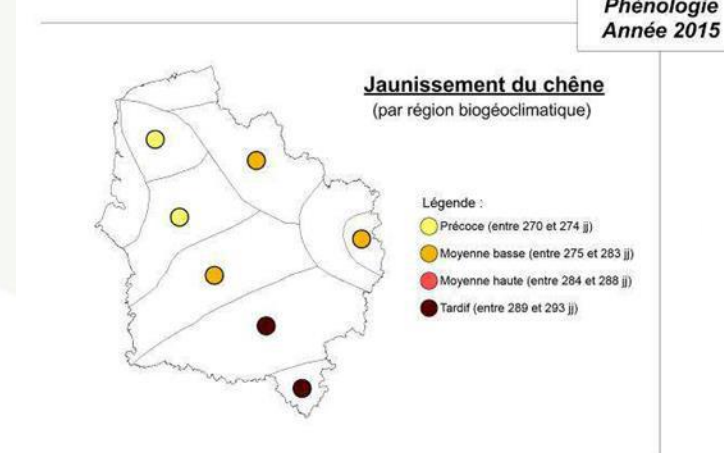 Phénologie
Année 2015
Jaunissement du chêne
(par région biogéoclimatique)
Légende :
Précoce (entre 270 et 274 jj)
Moyenne basse (entre 275 et 283 jj)
Moyenne haute (entre 284 et 288 jj)
Tardif (entre 289 et 293 jj)